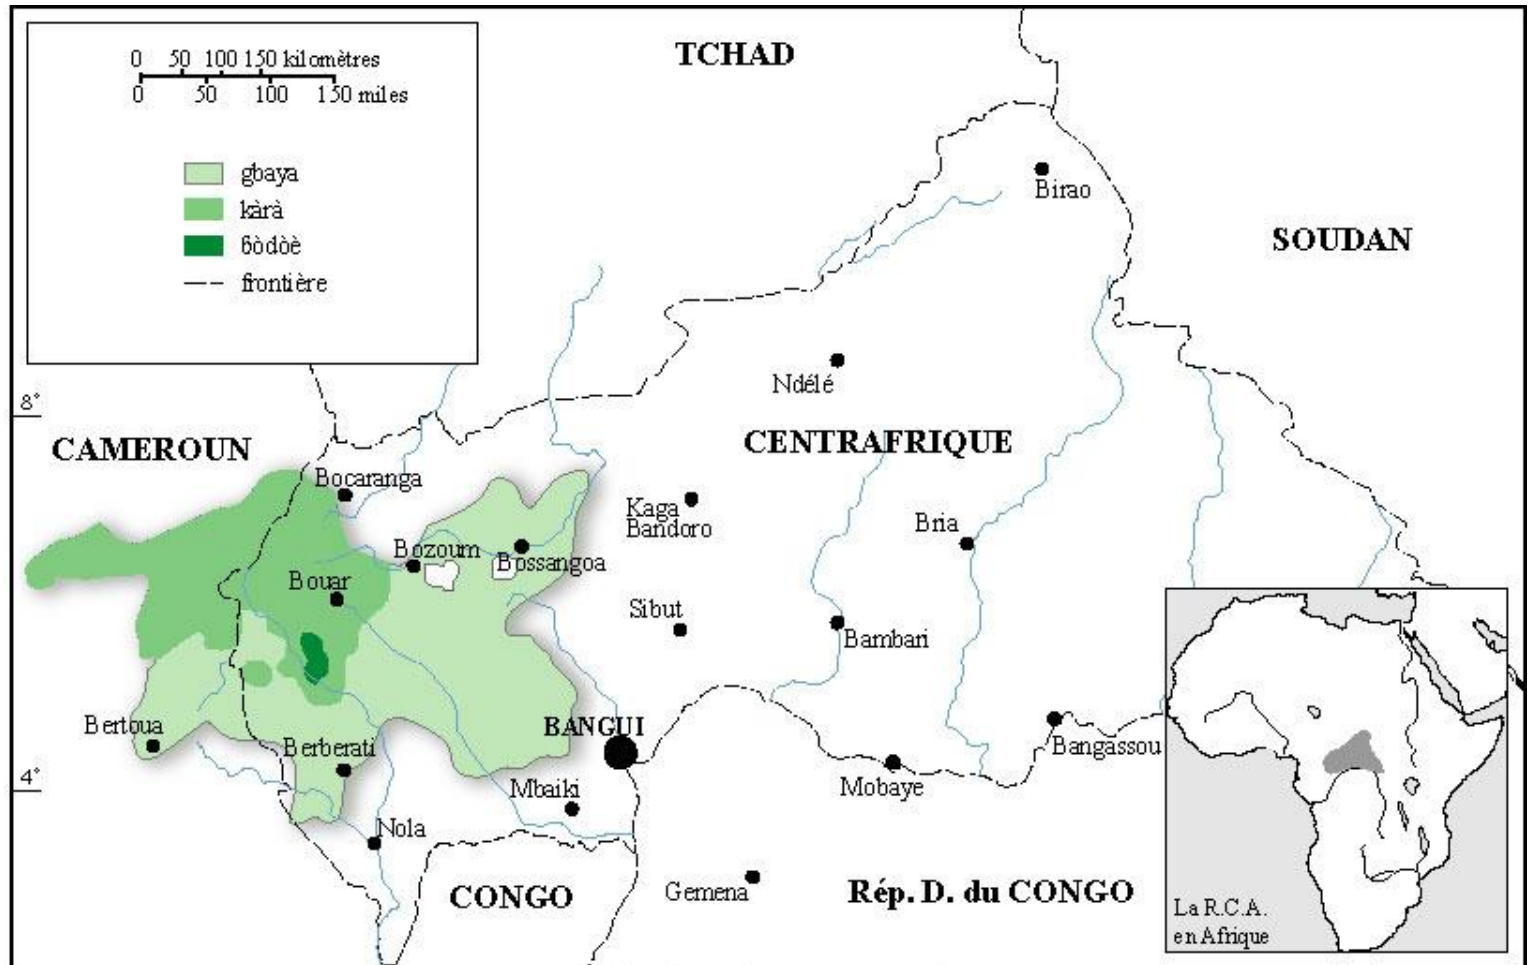 0 50 100 150 kilomètres
0 50 100 150 miles
gbaya
kàrà
ɓòdòè
frontière
TCHAD
Birao
SOUDAN
Ndélé
8°
CAMEROUN
CENTRAFRIQUE
Bocaranga
Kaga
Bandoro
Bria
Bozoum
Bossangoa
Bouar
Sibut
Bambari
Bertoua
BANGUI
Berberati
Bangassou
4°
Mbaiki
Mobaye
Nola
CONGO
Gemena
Rép. D. du CONGO
La R.C.A.
en Afrique